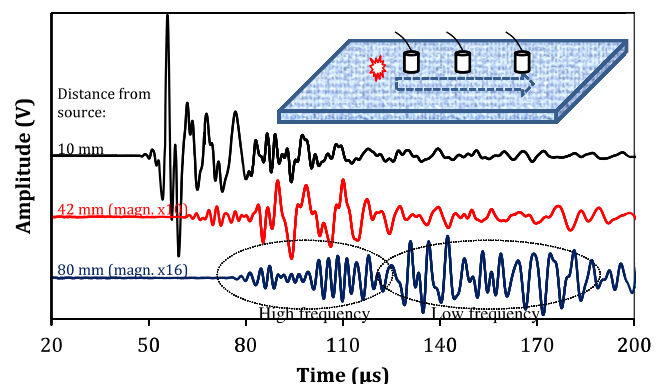 Distance from
source:
10 mm
42 mm (magn. x10)
80 mm (magn. x16)
High frequency
Low frequency
Amplitude (V)
20
50
80
110
140
170
200
Time (μs)